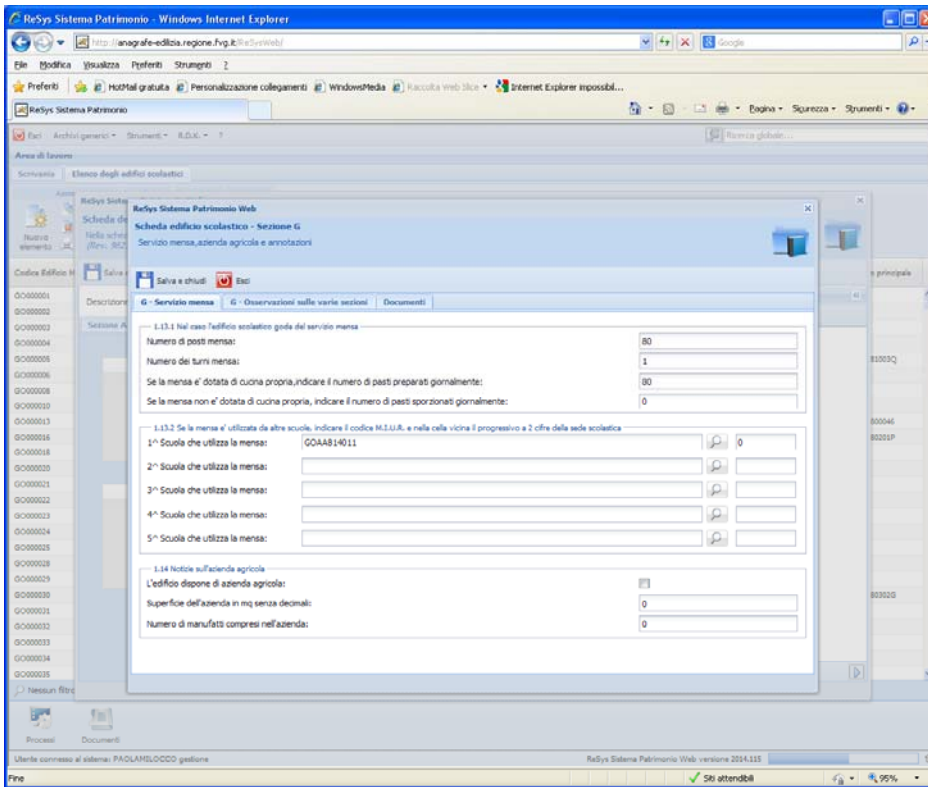 ReSys Sistema Patrimonio - Windows Internet Explorer
http://anagrafe-edilizia.regione.fvg.it/ReSysWeb/
Google
File Modifica Visualizza Preferiti Strumenti ?
Preferiti HotMail gratuita Personalizzazione collegamenti WindowsMedia Raccolta Web Slice Internet Explorer impossibil...
ReSys Sistema Patrimonio
Pagina Sicurezza Strumenti
Esci Archivi generici Strumenti ?
Ricerca globale...
Area di lavoro
Scrivania Elenco degli edifici scolastici
ReSys Sistema Patrimonio Web
Scheda edificio scolastico - Sezione G
Servizio mensa,azienda agricola e annotazioni
Nuovo
elemento
Salva e chiudi Esci
Codice Edificio
principale
G - Servizio mensa G - Osservazioni sulle varie sezioni Documenti
Descrizione
Sezione A
1.13.1 Nel caso l'edificio scolastico goda del servizio mensa
Numero di posti mensa: 80
Numero dei turni mensa: 1
Se la mensa e' dotata di cucina propria,indicare il numero di pasti preparati giornalmente: 80
Se la mensa non e' dotata di cucina propria, indicare il numero di pasti sporzionati giornalmente: 0
1.13.2 Se la mensa e' utilizzata da altre scuole, indicare il codice M.I.U.R. e nella cella vicina il progressivo a 2 cifre della sede scolastica
1^ Scuola che utilizza la mensa: GOAA814011 0
2^ Scuola che utilizza la mensa:
3^ Scuola che utilizza la mensa:
4^ Scuola che utilizza la mensa:
5^ Scuola che utilizza la mensa:
1.14 Notizie sull'azienda agricola
L'edificio dispone di azienda agricola:
Superficie dell'azienda in mq senza decimali: 0
Numero di manufatti compresi nell'azienda: 0
GO000001
GO000002
GO000003
GO000004
GO000005 81003Q
GO000006
GO000008
GO000010
GO000013 800046
GO000016 80201P
GO000018
GO000020
GO000021
GO000022
GO000023
GO000024
GO000025
GO000028
GO000029
GO000030 80302G
GO000031
GO000032
GO000033
GO000034
GO000035
Nessun filtro
Processi Documenti
Utente connesso al sistema: PAOLAMILOCCO gestione
ReSys Sistema Patrimonio Web versione 2014.115
Fine
Siti attendibili
95%